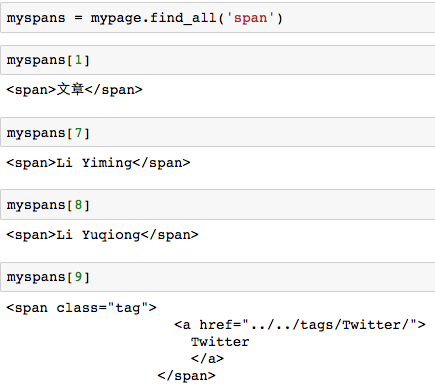 myspans = mypage.find_all('span')
myspans[1]
<span>文章</span>
myspans[7]
<span>Li Yiming</span>
myspans[8]
<span>Li Yuqiong</span>
myspans[9]
<span class="tag">
<a href="../../tags/Twitter/">
Twitter
</a>
</span>